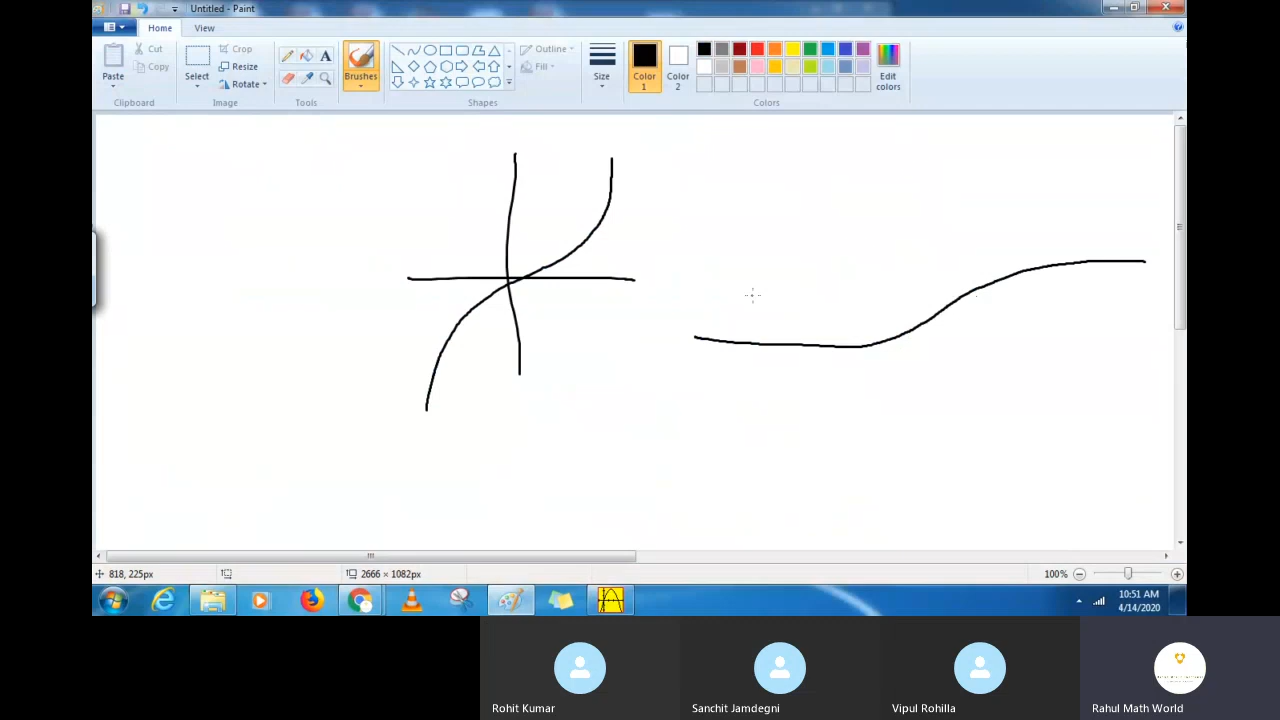 Untitled - Paint
Home View
Cut
Copy
Paste
Clipboard
Select
Crop
Resize
Rotate
Image
A
Tools
Brushes
Outline
Fill
Shapes
Size
Color 1
Color 2
Edit colors
Colors
818, 225px
2666 × 1082px
100%
10:51 AM
4/14/2020
Rohit Kumar
Sanchit Jamdegni
Vipul Rohilla
Rahul Math World